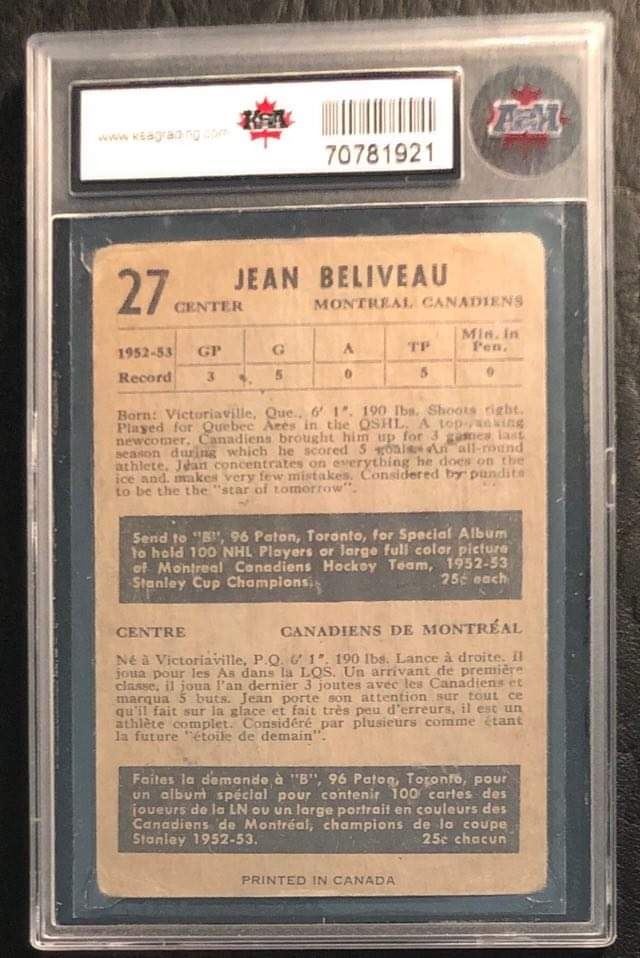 www.ksagrading.com
KSA
70781921
KSA
27 JEAN BELIVEAU
CENTER MONTREAL CANADIENS
1952-53 GP G A TP Min. in Pen.
Record 3 5 0 5 0
Born: Victoriaville, Que., 6' 1". 190 lbs. Shoots right.
Played for Quebec Aces in the QSHL. A top-ranking
newcomer, Canadiens brought him up for 3 games last
season during which he scored 5 goals. An all-round
athlete, Jean concentrates on everything he does on the
ice and makes very few mistakes. Considered by pundits
to be the the "star of tomorrow".
Send to "B", 96 Paton, Toronto, for Special Album
to hold 100 NHL Players or large full color picture
of Montreal Canadiens Hockey Team, 1952-53
Stanley Cup Champions. 25¢ each
CENTRE CANADIENS DE MONTRÉAL
Né à Victoriaville, P.Q. 6' 1". 190 lbs. Lance à droite. Il
joua pour les As dans la LQS. Un arrivant de première
classe, il joua l'an dernier 3 joutes avec les Canadiens et
marqua 5 buts. Jean porte son attention sur tout ce
qu'il fait sur la glace et fait très peu d'erreurs, il est un
athlète complet. Considéré par plusieurs comme étant
la future "étoile de demain".
Faites la demande à "B", 96 Paton, Toronto, pour
un album spécial pour contenir 100 cartes des
joueurs de la LN ou un large portrait en couleurs des
Canadiens de Montréal, champions de la coupe
Stanley 1952-53. 25¢ chacun
PRINTED IN CANADA